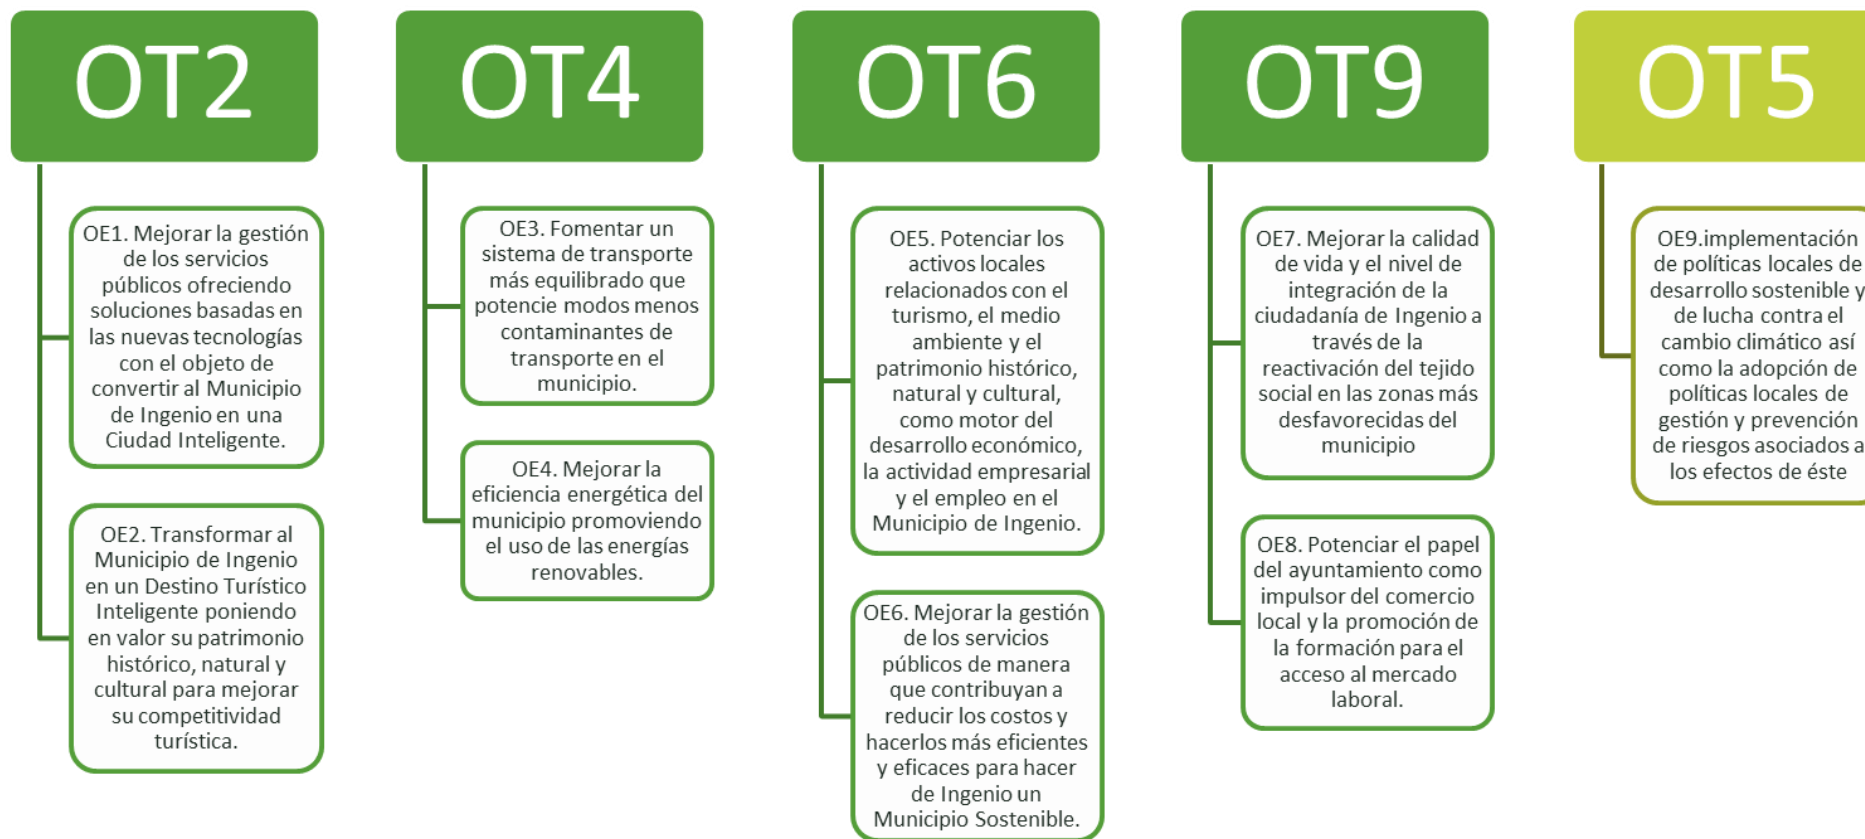 OT2
OE1. Mejorar la gestión
de los servicios
públicos ofreciendo
soluciones basadas en
las nuevas tecnologías
con el objeto de
convertir al Municipio
de Ingenio en una
Ciudad Inteligente.
OE2. Transformar al
Municipio de Ingenio
en un Destino Turístico
Inteligente poniendo
en valor su patrimonio
histórico, natural y
cultural para mejorar
su competitividad
turística.
OT4
OE3. Fomentar un
sistema de transporte
más equilibrado que
potencie modos menos
contaminantes de
transporte en el
municipio.
OE4. Mejorar la
eficiencia energética del
municipio promoviendo
el uso de las energías
renovables.
OT6
OE5. Potenciar los
activos locales
relacionados con el
turismo, el medio
ambiente y el
patrimonio histórico,
natural y cultural,
como motor del
desarrollo económico,
la actividad empresarial
y el empleo en el
Municipio de Ingenio.
OE6. Mejorar la gestión
de los servicios
públicos de manera
que contribuyan a
reducir los costos y
hacerlos más eficientes
y eficaces para hacer
de Ingenio un
Municipio Sostenible.
OT9
OE7. Mejorar la calidad
de vida y el nivel de
integración de la
ciudadanía de Ingenio a
través de la
reactivación del tejido
social en las zonas más
desfavorecidas del
municipio
OE8. Potenciar el papel
del ayuntamiento como
impulsor del comercio
local y la promoción de
la formación para el
acceso al mercado
laboral.
OT5
OE9.implementación
de políticas locales de
desarrollo sostenible y
de lucha contra el
cambio climático así
como la adopción de
políticas locales de
gestión y prevención
de riesgos asociados a
los efectos de éste